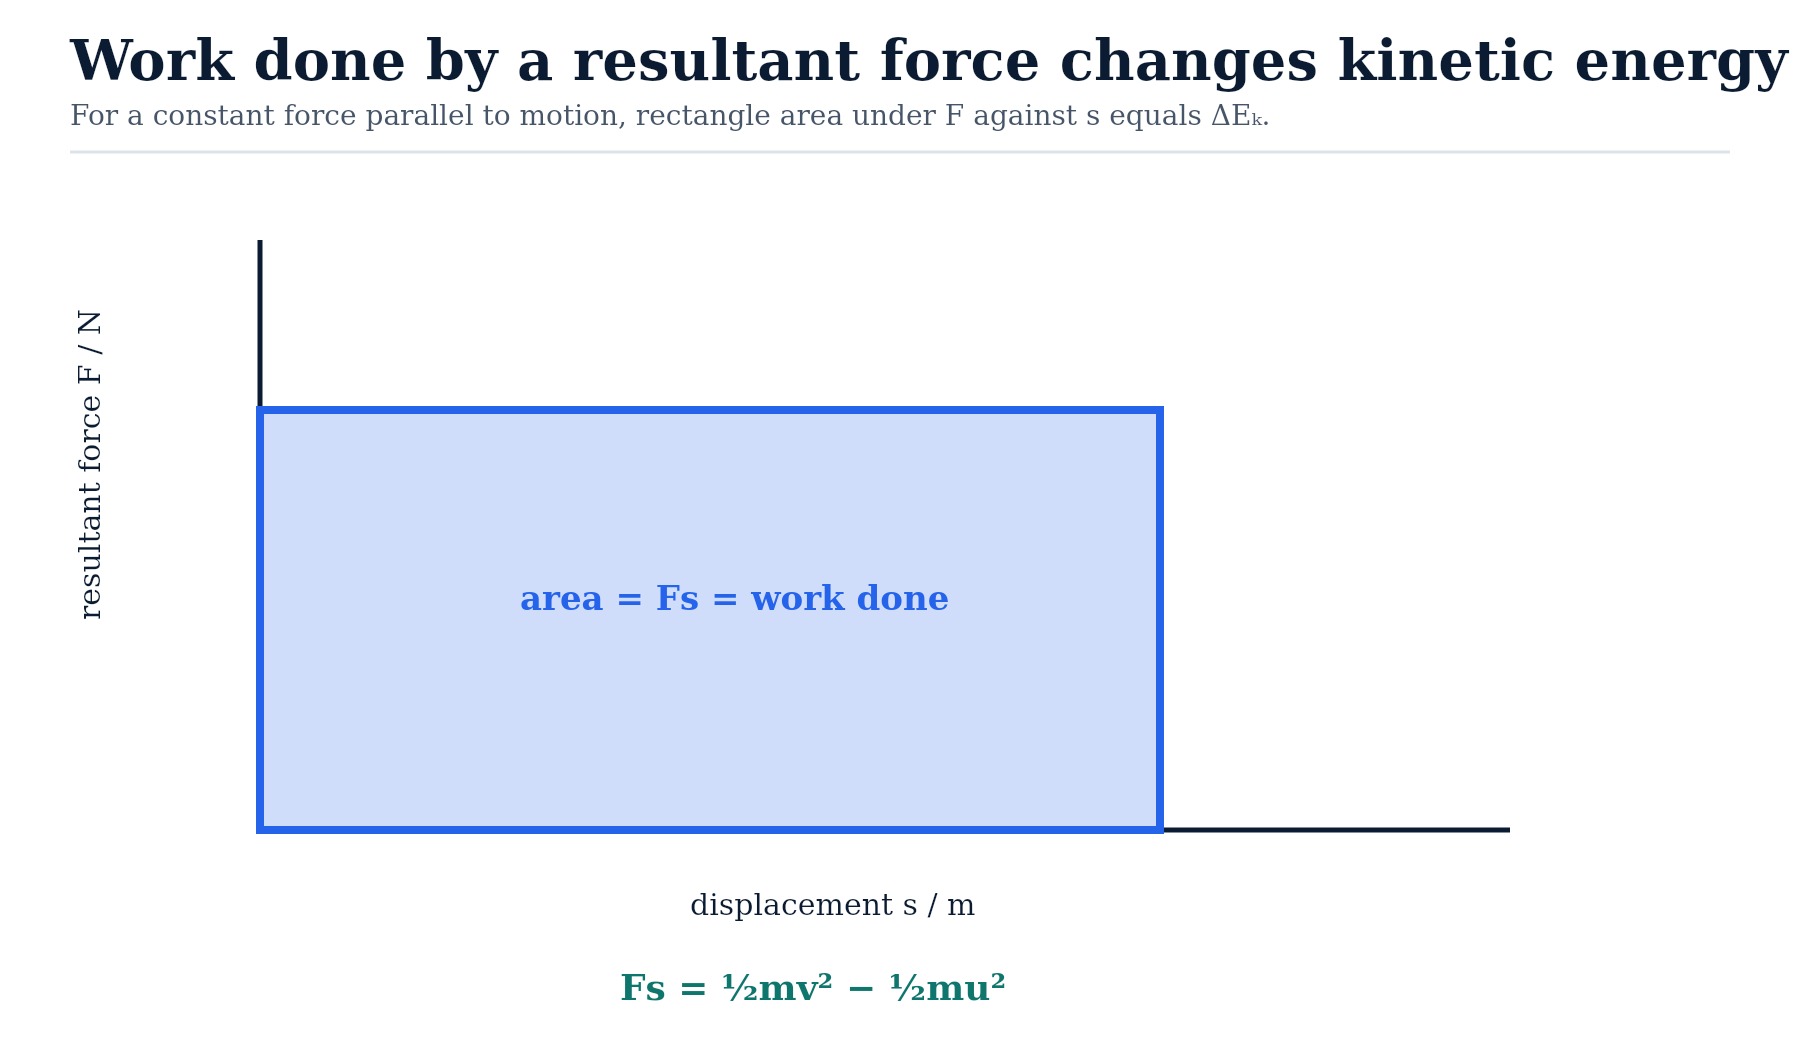 Work done by a resultant force changes kinetic energy
For a constant force parallel to motion, rectangle area under F against s equals ΔEₖ.
resultant force F / N
area = Fs = work done
displacement s / m
Fs = ½mv² − ½mu²